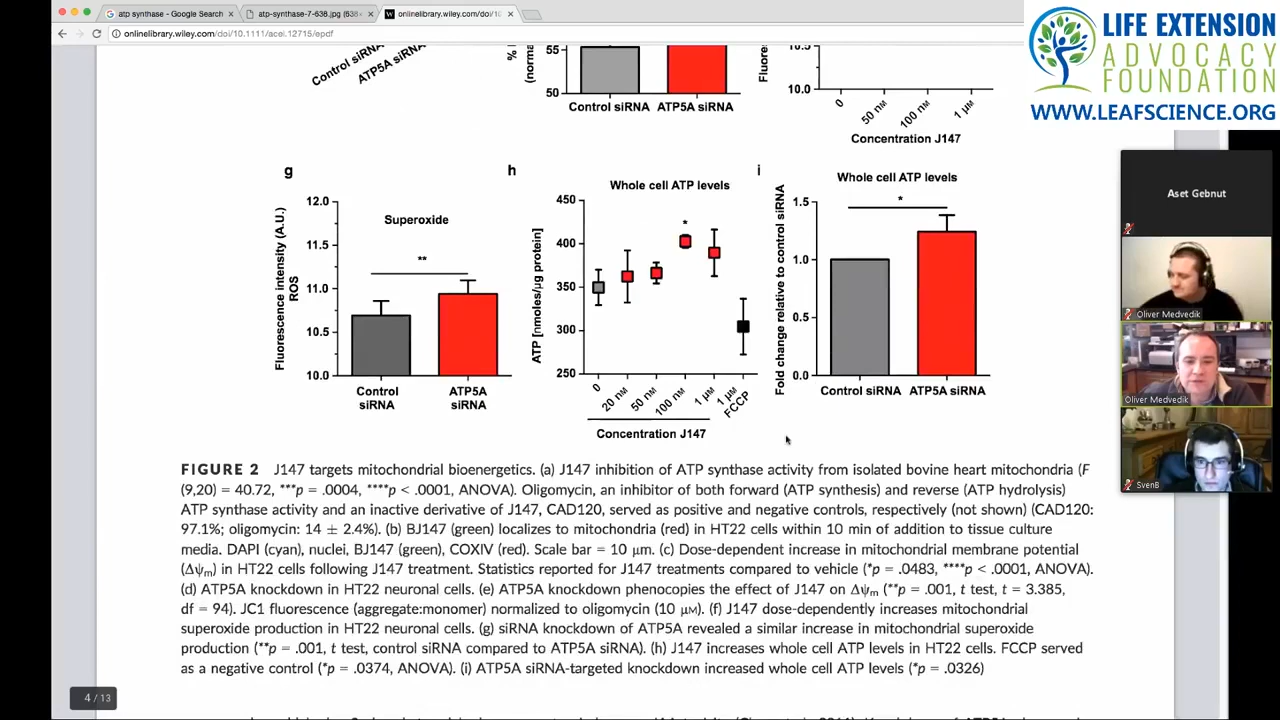 atp synthase - Google Search
atp-synthase-7-638.jpg (638×
onlinelibrary.wiley.com/doi/10
onlinelibrary.wiley.com/doi/10.1111/acel.12715/epdf
LIFE EXTENSION
ADVOCACY
FOUNDATION
WWW.LEAFSCIENCE.ORG
Control siRNA
ATP5A siRNA
%
(norma
55
50
Control siRNA
ATP5A siRNA
Fluores
10.5
10.0
0
50 nM
100 nM
1 µM
Concentration J147
g
Superoxide
Fluorescence intensity (A.U.)
ROS
12.0
11.5
11.0
10.5
10.0
**
Control
siRNA
ATP5A
siRNA
h
Whole cell ATP levels
ATP [nmoles/µg protein)
450
400
350
300
250
*
0
20 nM
50 nM
100 nM
1 µM
1 µM
FCCP
Concentration J147
i
Whole cell ATP levels
Fold change relative to control siRNA
1.5
1.0
0.5
0.0
*
Control siRNA
ATP5A siRNA
Aset Gebnut
Oliver Medvedik
Oliver Medvedik
SvenB
FIGURE 2 J147 targets mitochondrial bioenergetics. (a) J147 inhibition of ATP synthase activity from isolated bovine heart mitochondria (F
(9,20) = 40.72, ***p = .0004, ****p < .0001, ANOVA). Oligomycin, an inhibitor of both forward (ATP synthesis) and reverse (ATP hydrolysis)
ATP synthase activity and an inactive derivative of J147, CAD120, served as positive and negative controls, respectively (not shown) (CAD120:
97.1%; oligomycin: 14 ± 2.4%). (b) BJ147 (green) localizes to mitochondria (red) in HT22 cells within 10 min of addition to tissue culture
media. DAPI (cyan), nuclei, BJ147 (green), COXIV (red). Scale bar = 10 µm. (c) Dose-dependent increase in mitochondrial membrane potential
(Δψm) in HT22 cells following J147 treatment. Statistics reported for J147 treatments compared to vehicle (*p = .0483, ****p < .0001, ANOVA).
(d) ATP5A knockdown in HT22 neuronal cells. (e) ATP5A knockdown phenocopies the effect of J147 on Δψm (**p = .001, t test, t = 3.385,
df = 94). JC1 fluorescence (aggregate:monomer) normalized to oligomycin (10 µM). (f) J147 dose-dependently increases mitochondrial
superoxide production in HT22 neuronal cells. (g) siRNA knockdown of ATP5A revealed a similar increase in mitochondrial superoxide
production (**p = .001, t test, control siRNA compared to ATP5A siRNA). (h) J147 increases whole cell ATP levels in HT22 cells. FCCP served
as a negative control (*p = .0374, ANOVA). (i) ATP5A siRNA-targeted knockdown increased whole cell ATP levels (*p = .0326)
4 / 13